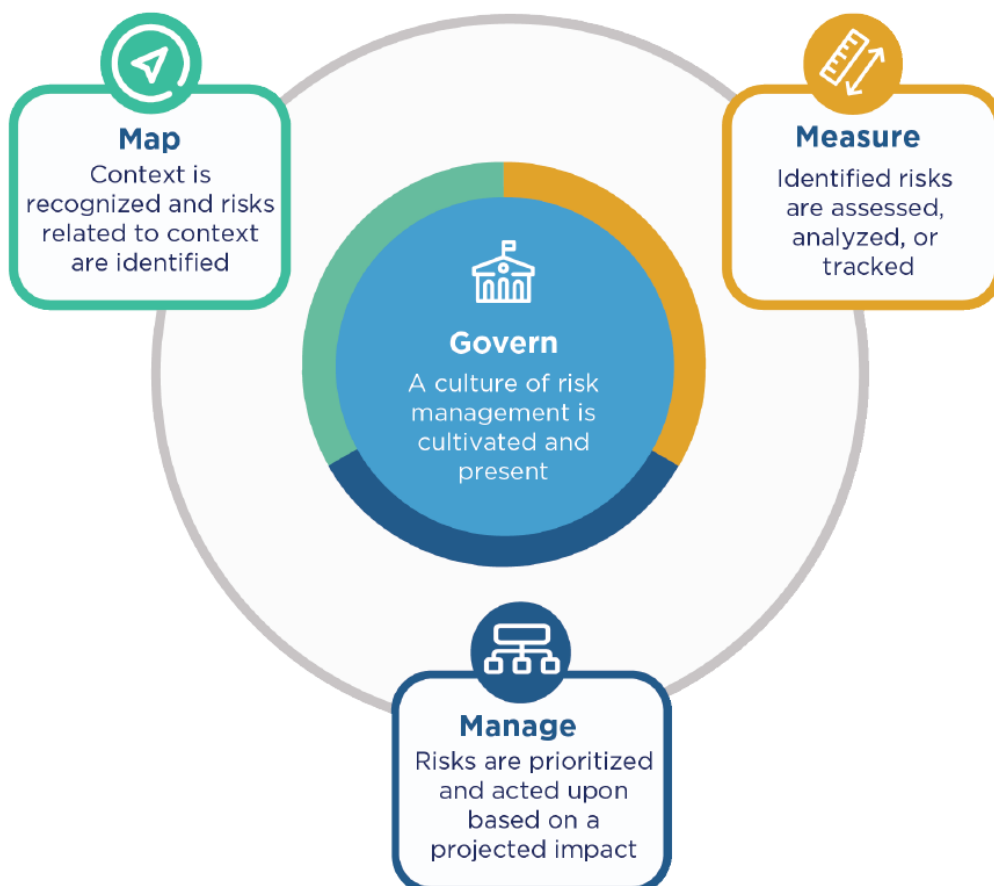 Map
Context is
recognized and risks
related to context
are identified
Measure
Identified risks
are assessed,
analyzed, or
tracked
Govern
A culture of risk
management is
cultivated and
present
Manage
Risks are prioritized
and acted upon
based on a
projected impact